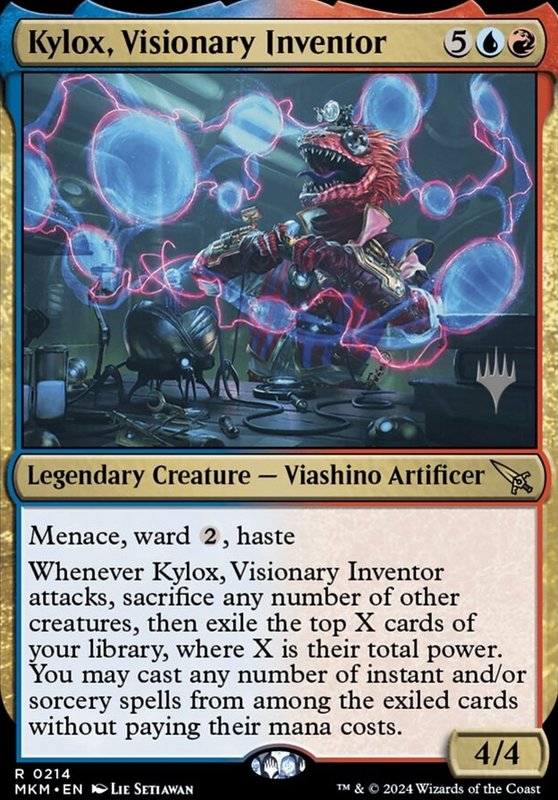 Kylox, Visionary Inventor 5
Legendary Creature — Viashino Artificer
Menace, ward 2, haste
Whenever Kylox, Visionary Inventor
attacks, sacrifice any number of other
creatures, then exile the top X cards of
your library, where X is their total power.
You may cast any number of instant and/or
sorcery spells from among the exiled cards
without paying their mana costs.
4/4
R 0214
MKM • EN Lie Setiawan
™ & © 2024 Wizards of the Coast